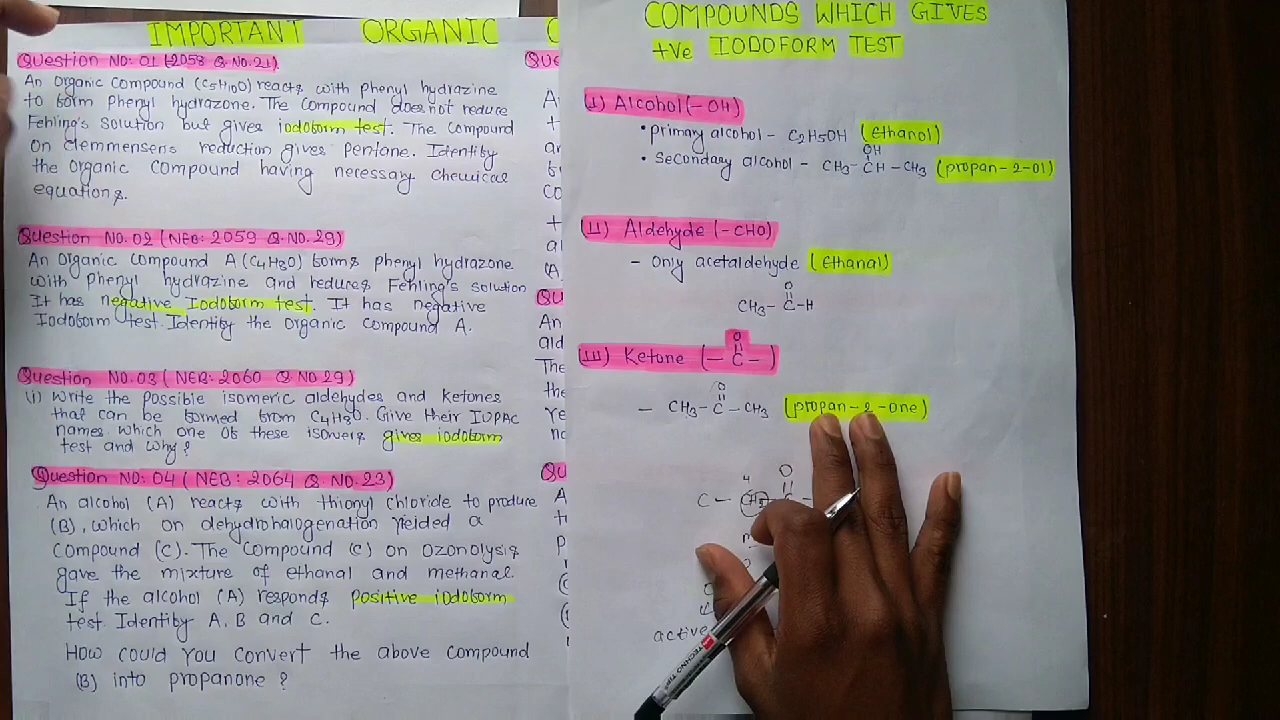 IMPORTANT ORGANIC C
Question NO: 01 (2058 Q.NO.21)
An Organic Compound (C5H10O) reacts with phenyl hydrazine
to form Phenyl hydrazone. The Compound does not reduce
Fehling's solution but gives iodoform test. The Compound
on clemmensens reduction gives Pentane. Identity
the Organic Compound having necessary chemical
equations.
Question NO. 02 (NEB: 2059 Q.NO.29)
An Organic compound A (C4H8O) forms phenyl hydrazone
with phenyl hydrazine and reduces Fehling's solution
It has negative Iodoform test. It has negative
Iodoform test. Identity the Organic Compound A.
Question NO. 03 (NEB: 2060 Q NO 29)
(i) Write the possible isomeric aldehydes and ketones
that can be formed from C4H8O. Give their IUPAC
names. Which one of these isomers gives iodoform
test and why?
Question NO. 04 (NEB: 2064 Q NO. 23)
An alcohol (A) reacts with thionyl chloride to produce
(B), which on dehydrohalogenation yielded a
Compound (C). The Compound (C) on ozonolysis
gave the mixture of ethanal and methanal.
If the alcohol (A) responds positive iodoform
test. Identity A, B and C.
How could you convert the above compound
(B) into propanone?
COMPOUNDS WHICH GIVES
+ve IODOFORM TEST
(I) Alcohol (-OH)
• primary alcohol - C2H5OH (Ethanol)
OH
• Secondary alcohol - CH3-CH-CH3 (propan-2-ol)
(II) Aldehyde (-CHO)
- Only acetaldehyde (Ethanal)
O
CH3-C-H
O
(III) Ketone (-C-)
O
- CH3-C-CH3 (propan-2-one)
O
C -
active
TECHNO TIP